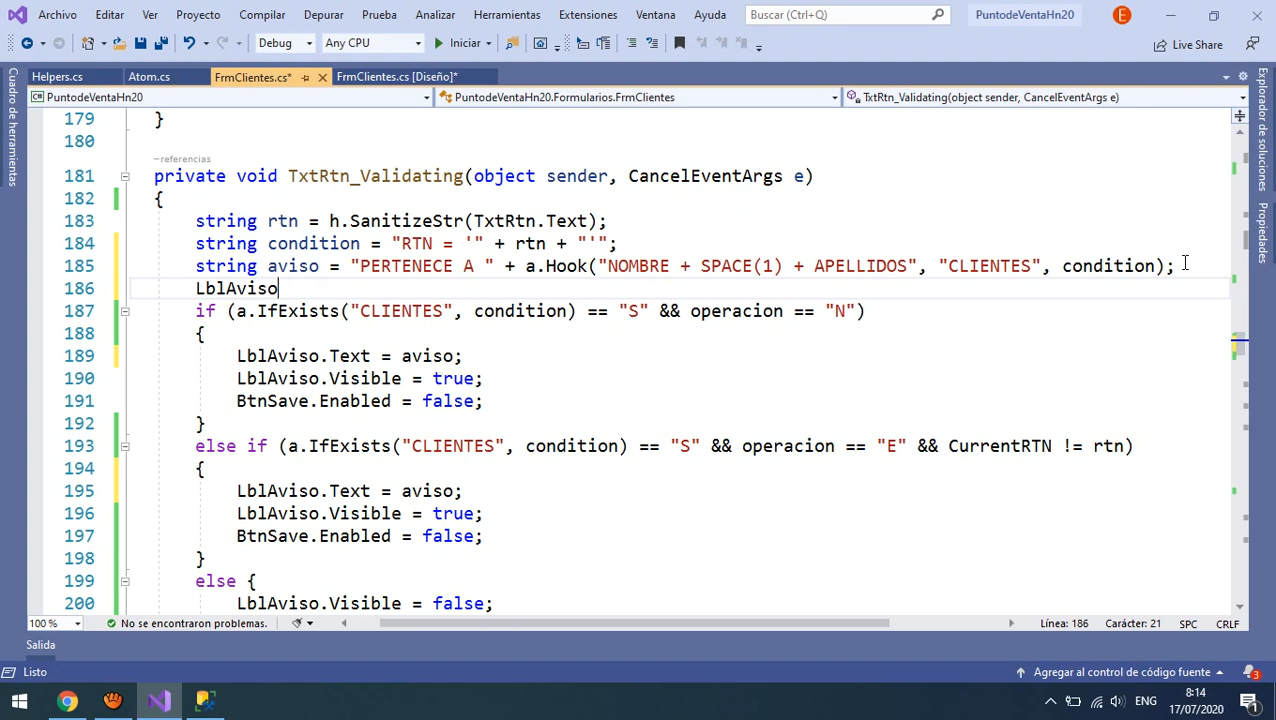 Archivo Editar Ver Proyecto Compilar Depurar Prueba Analizar Herramientas Extensiones Ventana Ayuda Buscar (Ctrl+Q) PuntodeVentaHn20 E
Debug Any CPU Iniciar Live Share
Helpers.cs Atom.cs FrmClientes.cs* FrmClientes.cs [Diseño]*
PuntodeVentaHn20 PuntodeVentaHn20.Formularios.FrmClientes TxtRtn_Validating(object sender, CancelEventArgs e)
Cuadro de herramientas
Explorador de soluciones
Propiedades
179 }
180
–referencias
181 private void TxtRtn_Validating(object sender, CancelEventArgs e)
182 {
183 string rtn = h.SanitizeStr(TxtRtn.Text);
184 string condition = "RTN = '" + rtn + "'";
185 string aviso = "PERTENECE A " + a.Hook("NOMBRE + SPACE(1) + APELLIDOS", "CLIENTES", condition);
186 LblAviso
187 if (a.IfExists("CLIENTES", condition) == "S" && operacion == "N")
188 {
189 LblAviso.Text = aviso;
190 LblAviso.Visible = true;
191 BtnSave.Enabled = false;
192 }
193 else if (a.IfExists("CLIENTES", condition) == "S" && operacion == "E" && CurrentRTN != rtn)
194 {
195 LblAviso.Text = aviso;
196 LblAviso.Visible = true;
197 BtnSave.Enabled = false;
198 }
199 else {
200 LblAviso.Visible = false;
100 % No se encontraron problemas. Línea: 186 Carácter: 21 SPC CRLF
Salida
Listo Agregar al control de código fuente 3
ENG 8:14
17/07/2020 1